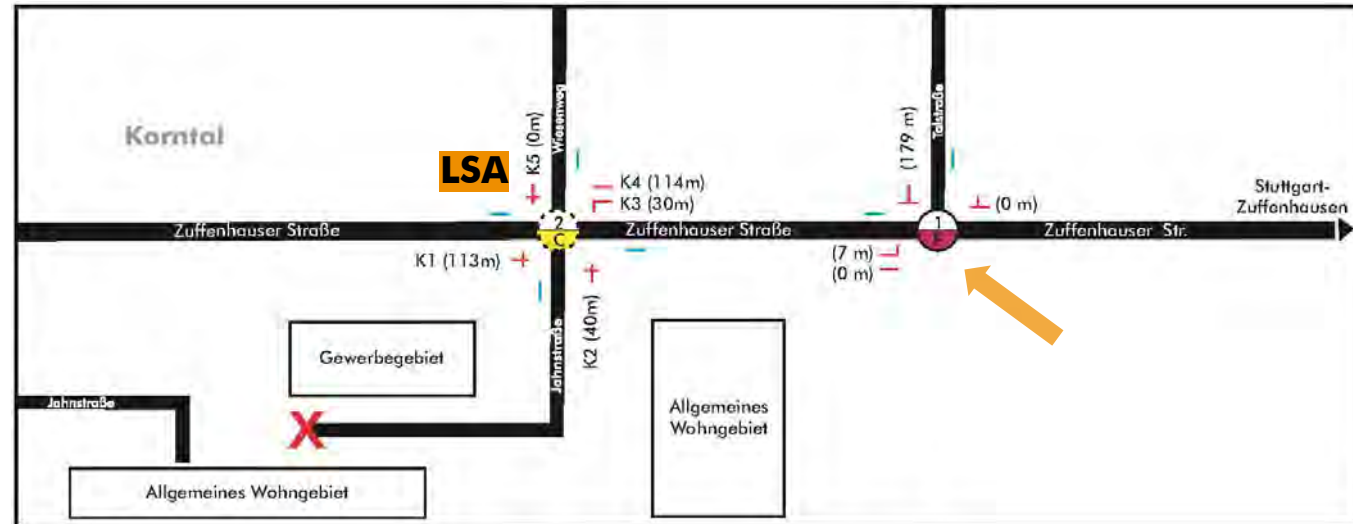 Korntal
LSA
K5 (0m)
Wiesenweg
K4 (114m)
K3 (30m)
(179 m)
Talstraße
(0 m)
Stuttgart-
Zuffenhausen
Zuffenhauser Straße
2
C
Zuffenhauser Straße
1
E
Zuffenhauser Str.
K1 (113m)
(7 m)
(0 m)
K2 (40m)
Jahnstraße
Gewerbegebiet
Allgemeines
Wohngebiet
Jahnstraße
X
Allgemeines Wohngebiet